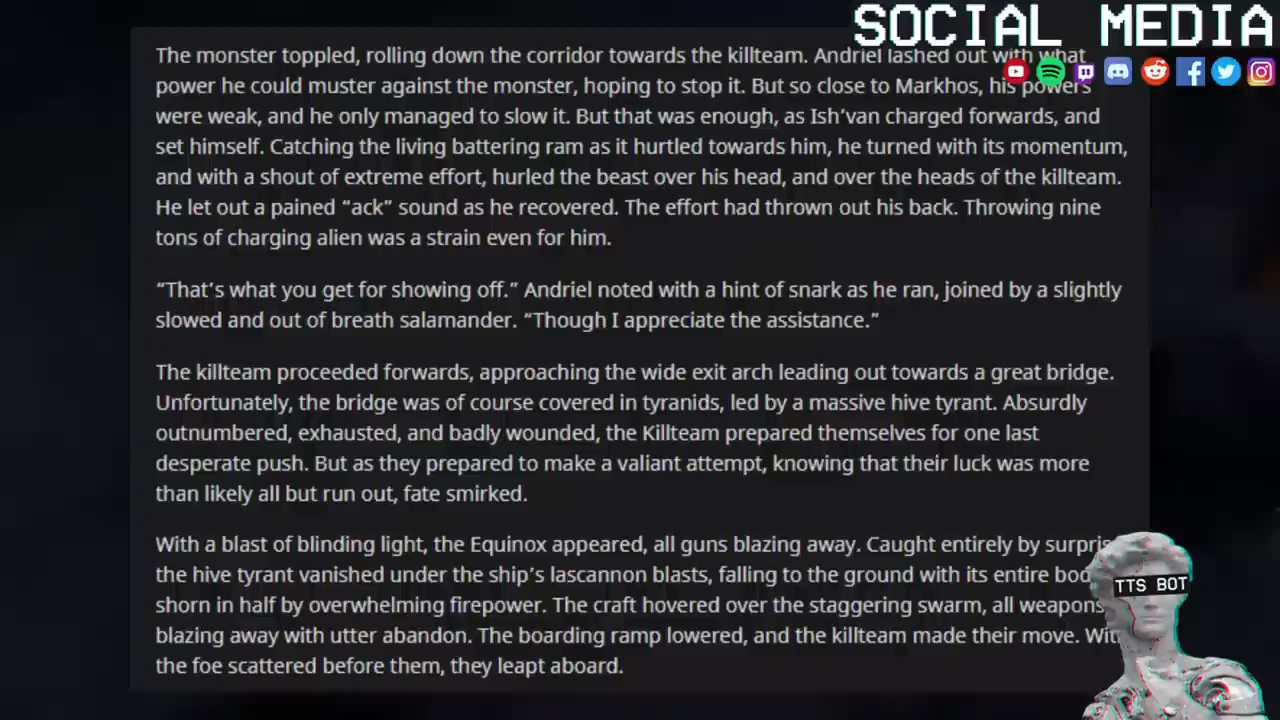 SOCIAL MEDIA
The monster toppled, rolling down the corridor towards the killteam. Andriel lashed out with what
power he could muster against the monster, hoping to stop it. But so close to Markhos, his powers
were weak, and he only managed to slow it. But that was enough, as Ish’van charged forwards, and
set himself. Catching the living battering ram as it hurtled towards him, he turned with its momentum,
and with a shout of extreme effort, hurled the beast over his head, and over the heads of the killteam.
He let out a pained “ack” sound as he recovered. The effort had thrown out his back. Throwing nine
tons of charging alien was a strain even for him.
“That’s what you get for showing off.” Andriel noted with a hint of snark as he ran, joined by a slightly
slowed and out of breath salamander. “Though I appreciate the assistance.”
The killteam proceeded forwards, approaching the wide exit arch leading out towards a great bridge.
Unfortunately, the bridge was of course covered in tyranids, led by a massive hive tyrant. Absurdly
outnumbered, exhausted, and badly wounded, the Killteam prepared themselves for one last
desperate push. But as they prepared to make a valiant attempt, knowing that their luck was more
than likely all but run out, fate smirked.
With a blast of blinding light, the Equinox appeared, all guns blazing away. Caught entirely by surpris
the hive tyrant vanished under the ship’s lascannon blasts, falling to the ground with its entire bod
shorn in half by overwhelming firepower. The craft hovered over the staggering swarm, all weapons
blazing away with utter abandon. The boarding ramp lowered, and the killteam made their move. Wit
the foe scattered before them, they leapt aboard.
TTS BOT